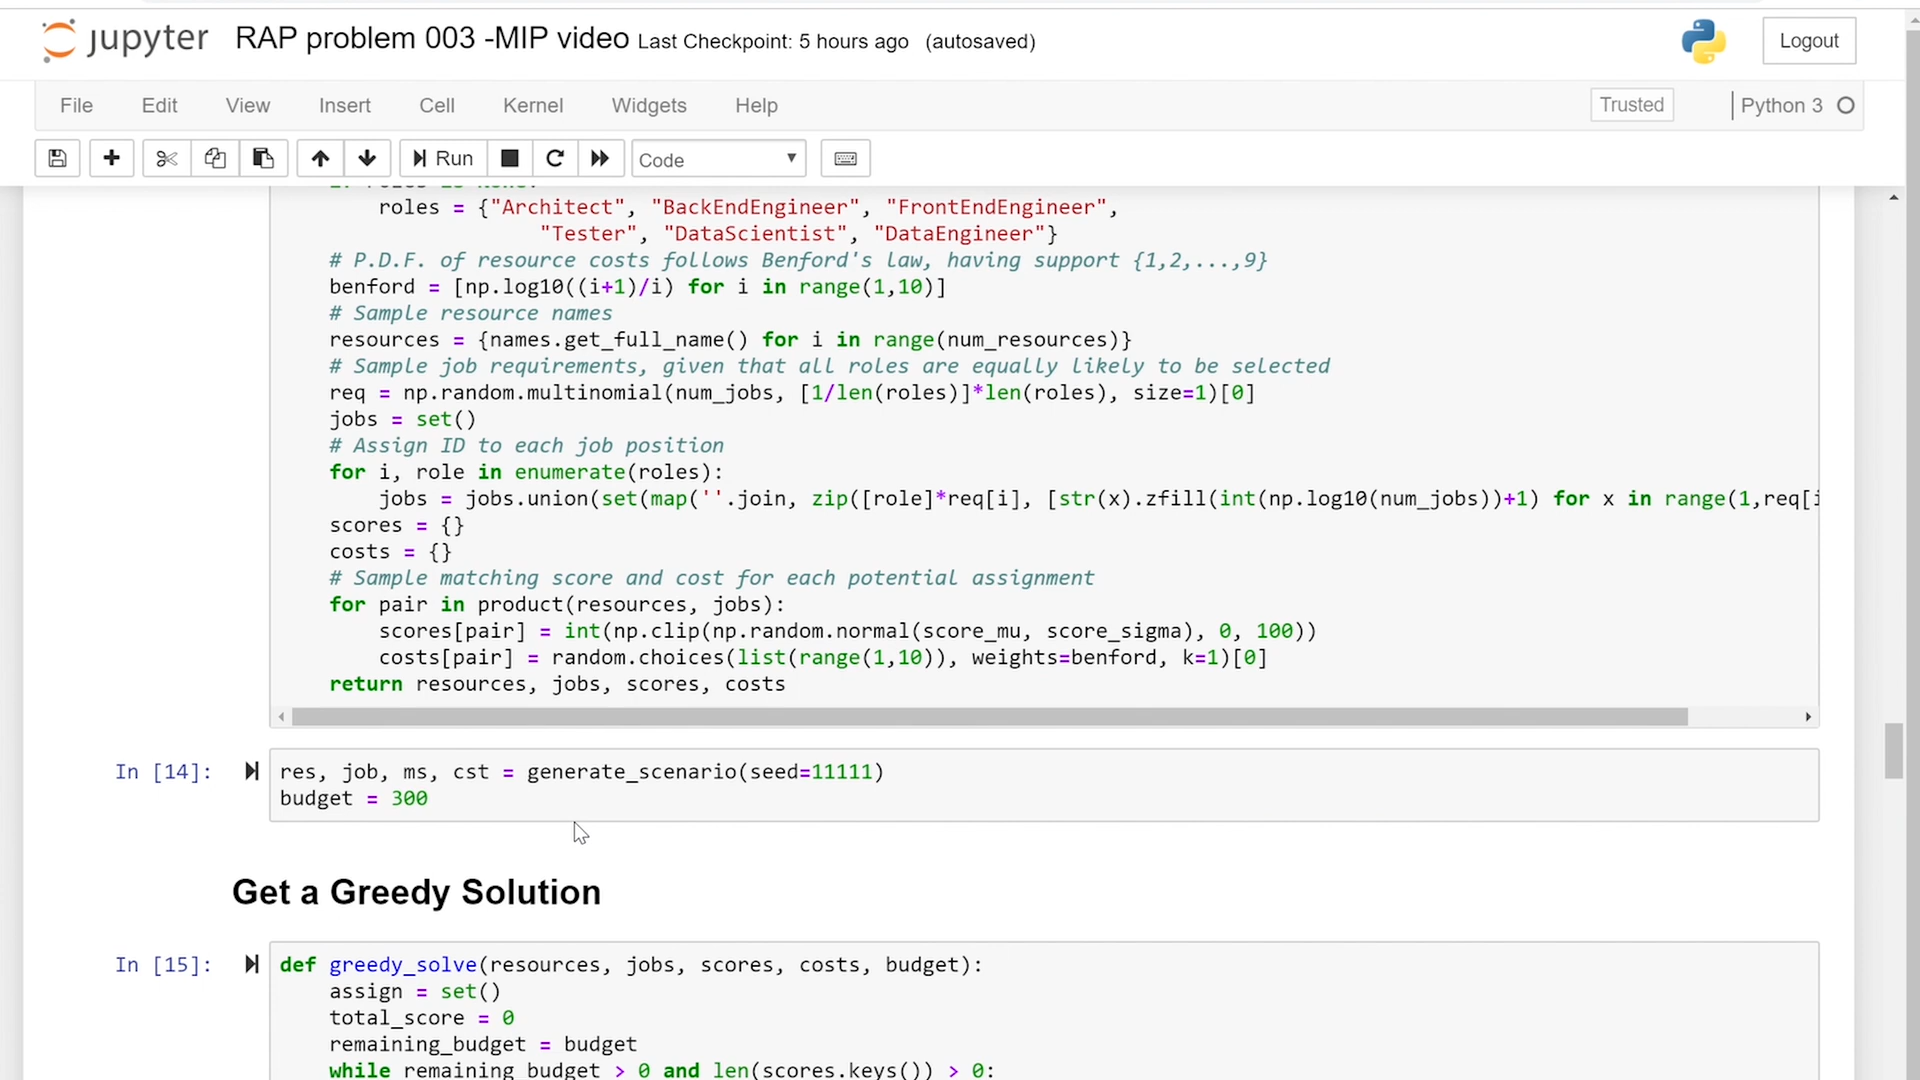 jupyter RAP problem 003 -MIP video Last Checkpoint: 5 hours ago (autosaved) Logout
File Edit View Insert Cell Kernel Widgets Help Trusted Python 3
Run Code
roles = {"Architect", "BackEndEngineer", "FrontEndEngineer",
"Tester", "DataScientist", "DataEngineer"}
# P.D.F. of resource costs follows Benford's law, having support {1,2,...,9}
benford = [np.log10((i+1)/i) for i in range(1,10)]
# Sample resource names
resources = {names.get_full_name() for i in range(num_resources)}
# Sample job requirements, given that all roles are equally likely to be selected
req = np.random.multinomial(num_jobs, [1/len(roles)]*len(roles), size=1)[0]
jobs = set()
# Assign ID to each job position
for i, role in enumerate(roles):
jobs = jobs.union(set(map(''.join, zip([role]*req[i], [str(x).zfill(int(np.log10(num_jobs))+1) for x in range(1,req[i
scores = {}
costs = {}
# Sample matching score and cost for each potential assignment
for pair in product(resources, jobs):
scores[pair] = int(np.clip(np.random.normal(score_mu, score_sigma), 0, 100))
costs[pair] = random.choices(list(range(1,10)), weights=benford, k=1)[0]
return resources, jobs, scores, costs
In [14]: res, job, ms, cst = generate_scenario(seed=11111)
budget = 300
Get a Greedy Solution
In [15]: def greedy_solve(resources, jobs, scores, costs, budget):
assign = set()
total_score = 0
remaining_budget = budget
while remaining_budget > 0 and len(scores.keys()) > 0: